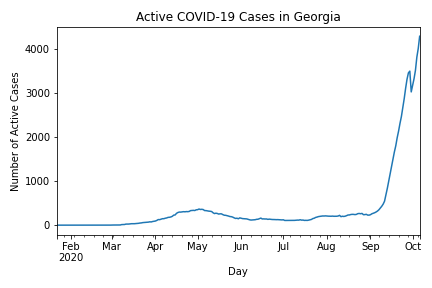 Active COVID-19 Cases in Georgia
Number of Active Cases
4000
3000
2000
1000
0
Feb Mar Apr May Jun Jul Aug Sep Oct
2020
Day